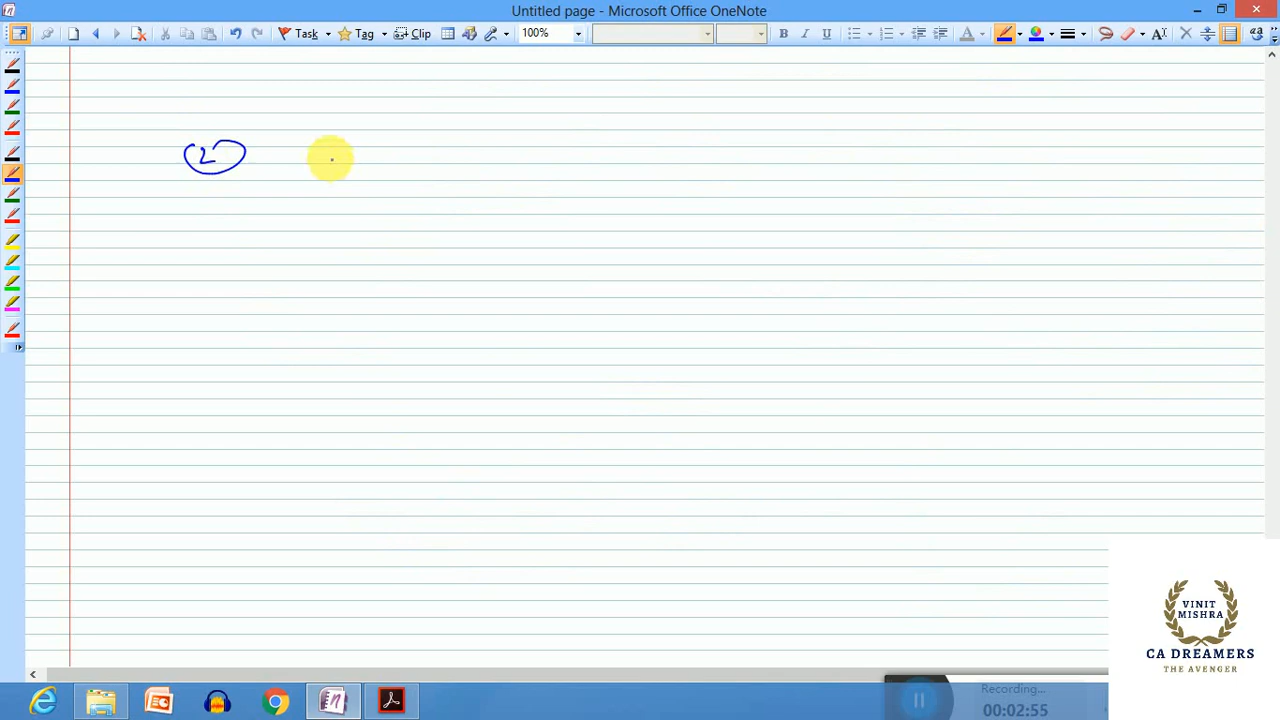 Untitled page - Microsoft Office OneNote
Task Tag Clip 100% B I U
2
VINIT
MISHRA
CA DREAMERS
THE AVENGER
Recording...
00:02:55